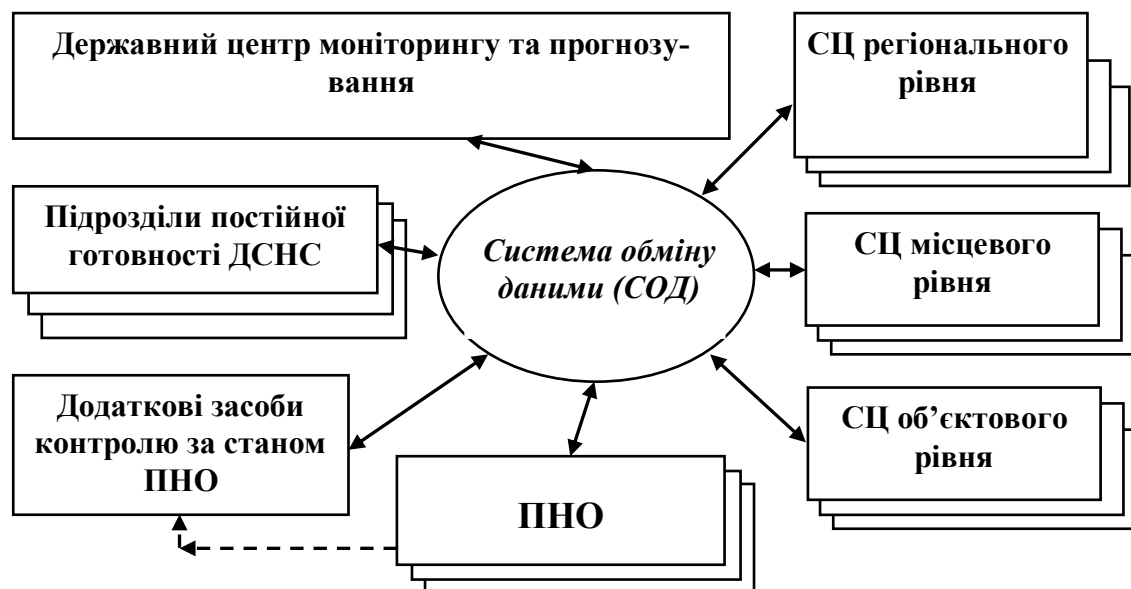 Державний центр моніторингу та прогнозу-
вання
СЦ регіонального
рівня
Підрозділи постійної
готовності ДСНС
Система обміну
даними (СОД)
СЦ місцевого
рівня
Додаткові засоби
контролю за станом
ПНО
ПНО
СЦ об’єктового
рівня